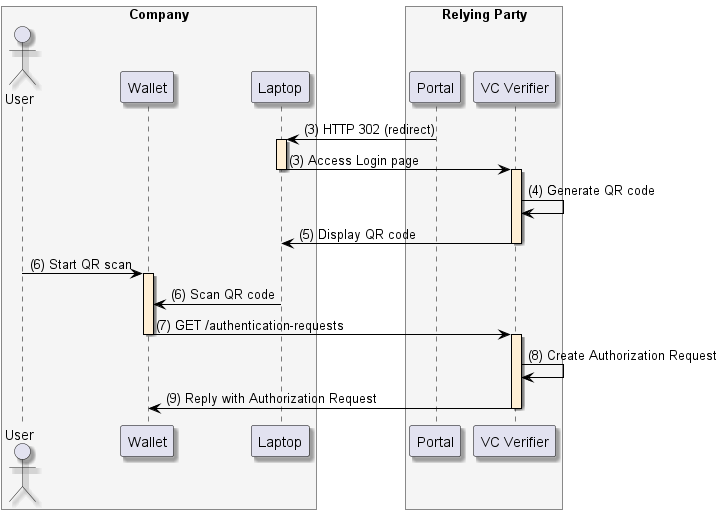 Company
Relying Party
User
Wallet
Laptop
Portal
VC Verifier
(3) HTTP 302 (redirect)
(3) Access Login page
(4) Generate QR code
(5) Display QR code
(6) Start QR scan
(6) Scan QR code
(7) GET /authentication-requests
(8) Create Authorization Request
(9) Reply with Authorization Request
User
Wallet
Laptop
Portal
VC Verifier